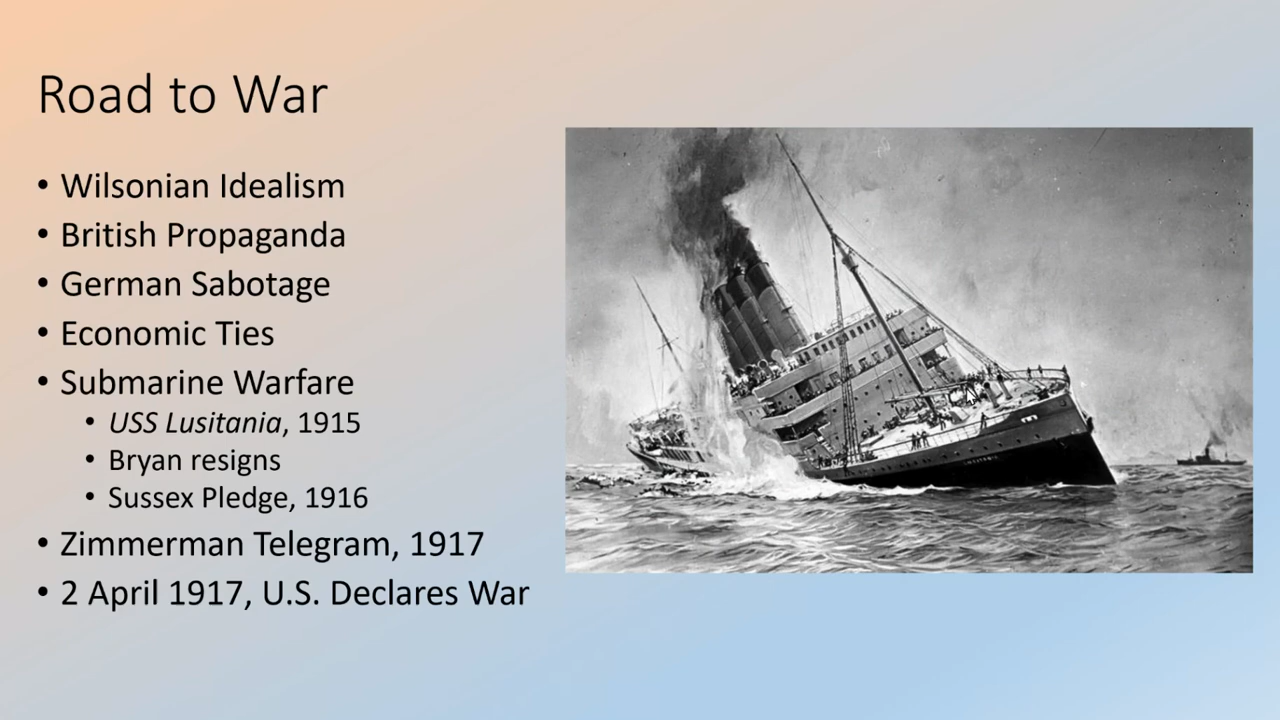 Road to War
• Wilsonian Idealism
• British Propaganda
• German Sabotage
• Economic Ties
• Submarine Warfare
• USS Lusitania, 1915
• Bryan resigns
• Sussex Pledge, 1916
• Zimmerman Telegram, 1917
• 2 April 1917, U.S. Declares War